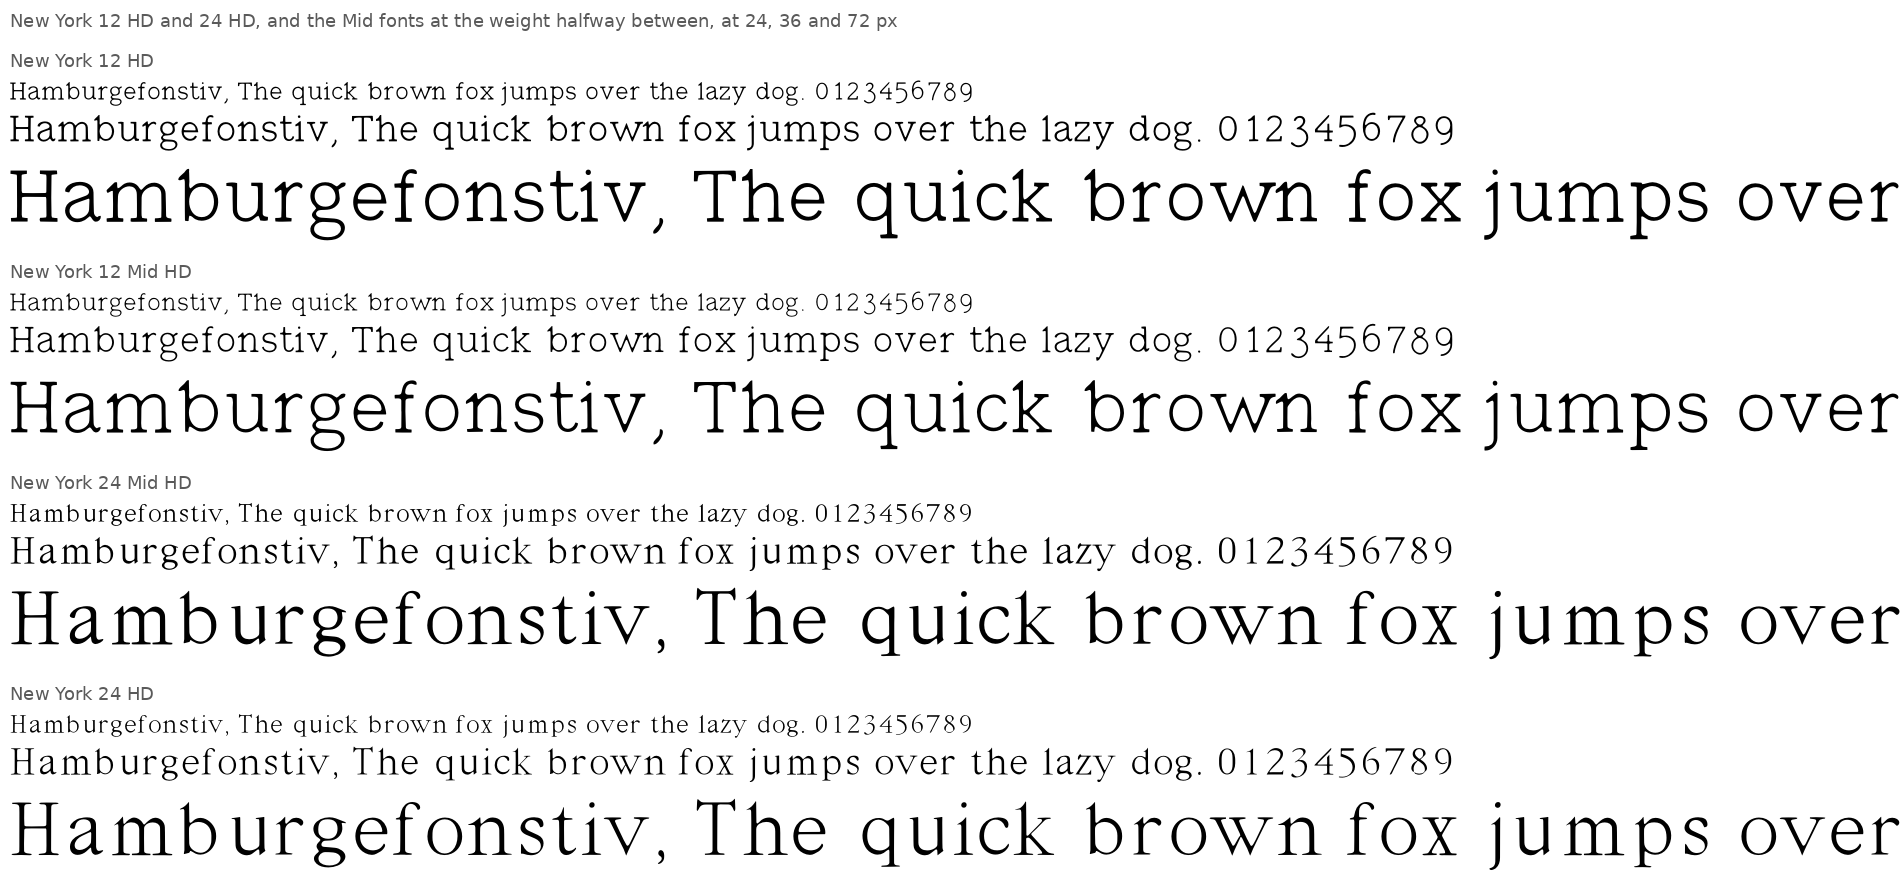 New York 12 HD and 24 HD, and the Mid fonts at the weight halfway between, at 24, 36 and 72 px
New York 12 HD
Hamburgefonstiv, The quick brown fox jumps over the lazy dog. 0123456789
Hamburgefonstiv, The quick brown fox jumps over the lazy dog. 0123456789
Hamburgefonstiv, The quick brown fox jumps over
New York 12 Mid HD
Hamburgefonstiv, The quick brown fox jumps over the lazy dog. 0123456789
Hamburgefonstiv, The quick brown fox jumps over the lazy dog. 0123456789
Hamburgefonstiv, The quick brown fox jumps over
New York 24 Mid HD
Hamburgefonstiv, The quick brown fox jumps over the lazy dog. 0123456789
Hamburgefonstiv, The quick brown fox jumps over the lazy dog. 0123456789
Hamburgefonstiv, The quick brown fox jumps over
New York 24 HD
Hamburgefonstiv, The quick brown fox jumps over the lazy dog. 0123456789
Hamburgefonstiv, The quick brown fox jumps over the lazy dog. 0123456789
Hamburgefonstiv, The quick brown fox jumps over